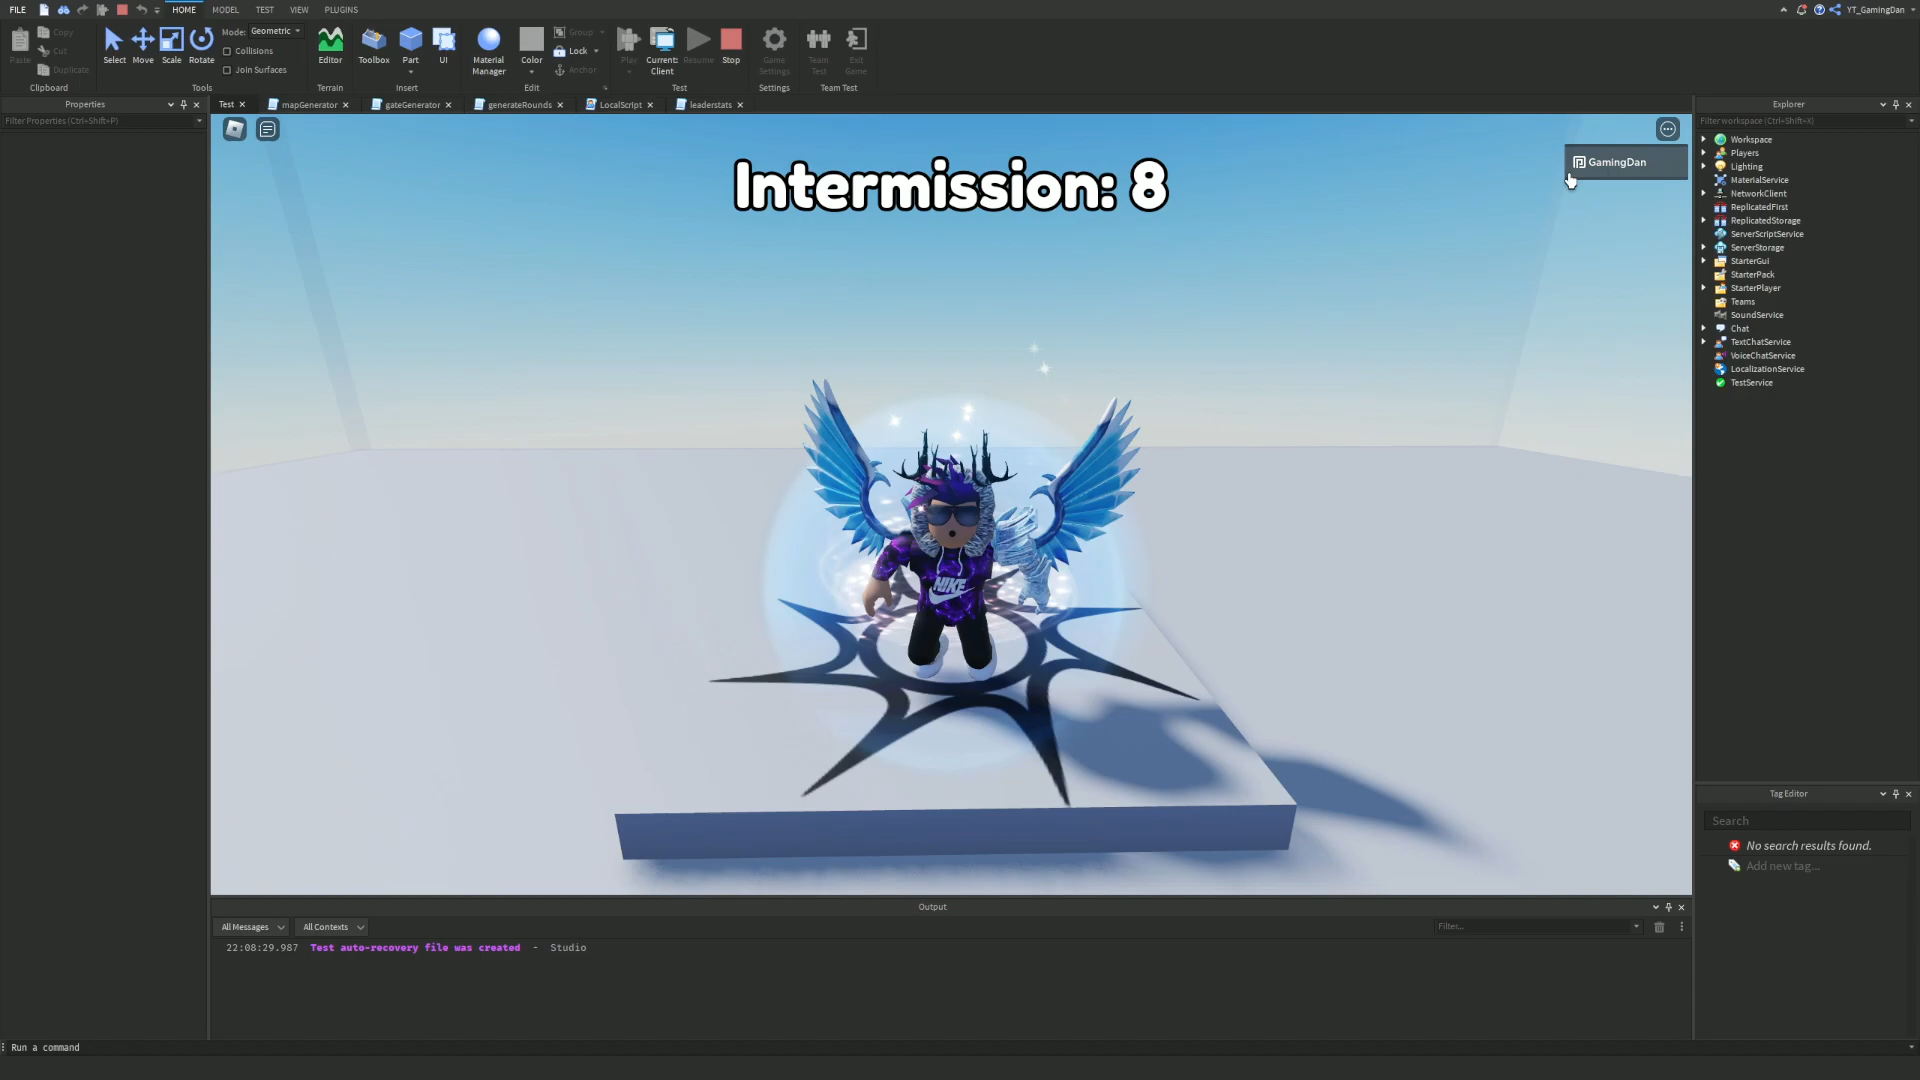 FILE
HOME
MODEL
TEST
VIEW
PLUGINS
YT_GamingDan
Paste
Copy
Cut
Duplicate
Clipboard
Select
Move
Scale
Rotate
Mode: Geometric
Collisions
Join Surfaces
Tools
Editor
Terrain
Toolbox
Part
UI
Insert
Material Manager
Color
Group
Lock
Anchor
Edit
Play
Current: Client
Resume
Stop
Test
Game Settings
Settings
Team Test
Exit Game
Team Test
Properties
Filter Properties (Ctrl+Shift+P)
Test
mapGenerator
gateGenerator
generateRounds
LocalScript
leaderstats
Intermission: 8
GamingDan
NIKE
Explorer
Filter workspace (Ctrl+Shift+X)
Workspace
Players
Lighting
MaterialService
NetworkClient
ReplicatedFirst
ReplicatedStorage
ServerScriptService
ServerStorage
StarterGui
StarterPack
StarterPlayer
Teams
SoundService
Chat
TextChatService
VoiceChatService
LocalizationService
TestService
Tag Editor
Search
No search results found.
Add new tag...
Output
All Messages
All Contexts
Filter...
22:08:29.987 Test auto-recovery file was created - Studio
Run a command